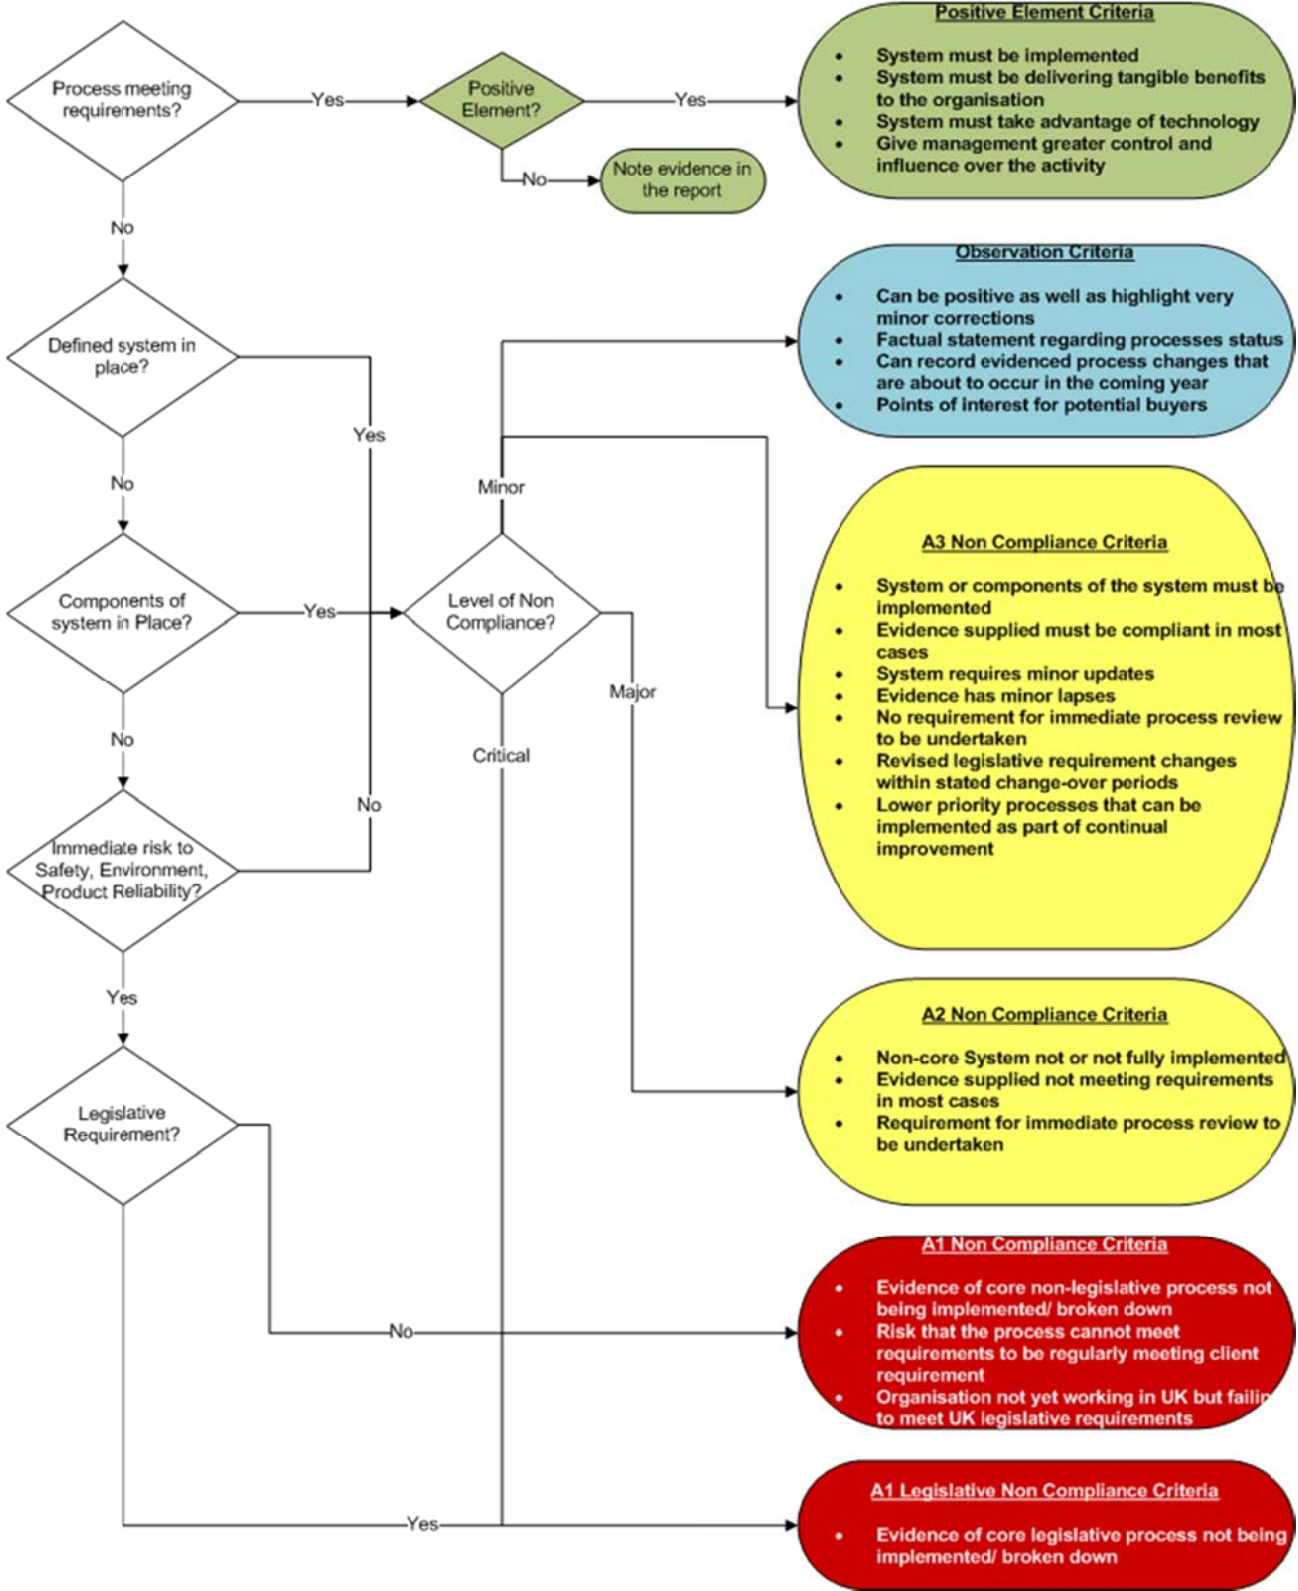 Process meeting
requirements?
Yes
Positive
Element?
Yes
No
Note evidence in
the report
Positive Element Criteria
• System must be implemented
• System must be delivering tangible benefits
to the organisation
• System must take advantage of technology
• Give management greater control and
influence over the activity
No
Defined system in
place?
Yes
No
Components of
system in Place?
Yes
No
Immediate risk to
Safety, Environment,
Product Reliability?
No
Yes
Legislative
Requirement?
No
Yes
Level of Non
Compliance?
Minor
Major
Critical
Observation Criteria
• Can be positive as well as highlight very
minor corrections
• Factual statement regarding processes status
• Can record evidenced process changes that
are about to occur in the coming year
• Points of interest for potential buyers
A3 Non Compliance Criteria
• System or components of the system must be
implemented
• Evidence supplied must be compliant in most
cases
• System requires minor updates
• Evidence has minor lapses
• No requirement for immediate process review
to be undertaken
• Revised legislative requirement changes
within stated change-over periods
• Lower priority processes that can be
implemented as part of continual
improvement
A2 Non Compliance Criteria
• Non-core System not or not fully implemented
• Evidence supplied not meeting requirements
in most cases
• Requirement for immediate process review to
be undertaken
A1 Non Compliance Criteria
• Evidence of core non-legislative process not
being implemented/ broken down
• Risk that the process cannot meet
requirements to be regularly meeting client
requirement
• Organisation not yet working in UK but failin
to meet UK legislative requirements
A1 Legislative Non Compliance Criteria
• Evidence of core legislative process not being
implemented/ broken down